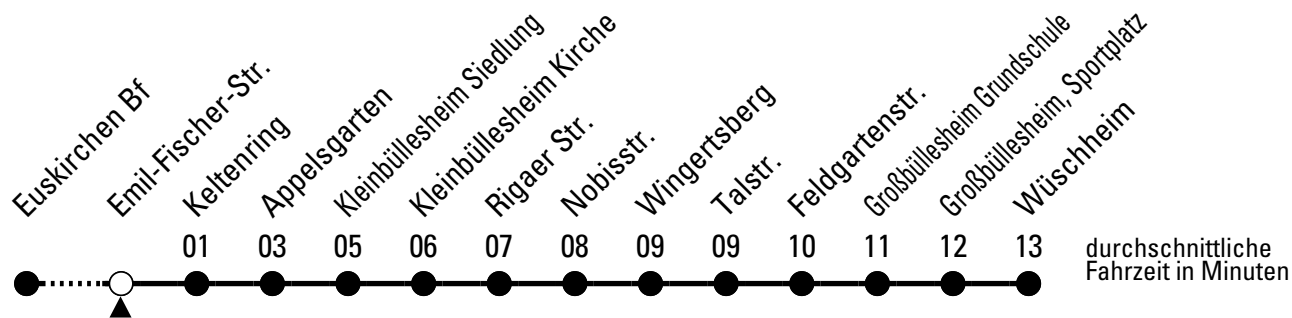 Euskirchen Bf
Emil-Fischer-Str.
Keltenring
Appelsgarten
Kleinbüllesheim Siedlung
Kleinbüllesheim Kirche
Rigaer Str.
Nobisstr.
Wingertsberg
Talstr.
Feldgartenstr.
Großbüllesheim Grundschule
Großbüllesheim, Sportplatz
Wüschheim
01 03 05 06 07 08 09 09 10 11 12 13
durchschnittliche
Fahrzeit in Minuten